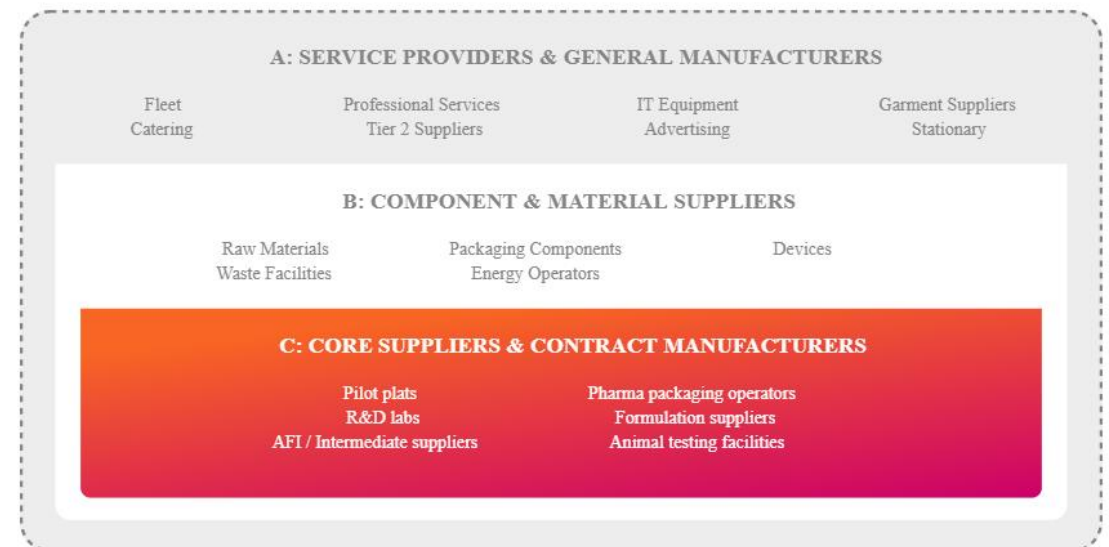 A: SERVICE PROVIDERS & GENERAL MANUFACTURERS
Fleet Professional Services IT Equipment Garment Suppliers
Catering Tier 2 Suppliers Advertising Stationary
B: COMPONENT & MATERIAL SUPPLIERS
Raw Materials Packaging Components Devices
Waste Facilities Energy Operators
C: CORE SUPPLIERS & CONTRACT MANUFACTURERS
Pilot plats Pharma packaging operators
R&D labs Formulation suppliers
AFI / Intermediate suppliers Animal testing facilities